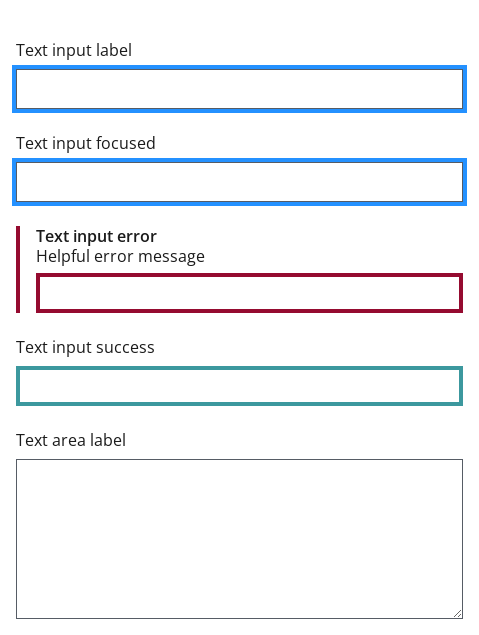 Text input label
Text input focused
Text input error
Helpful error message
Text input success
Text area label